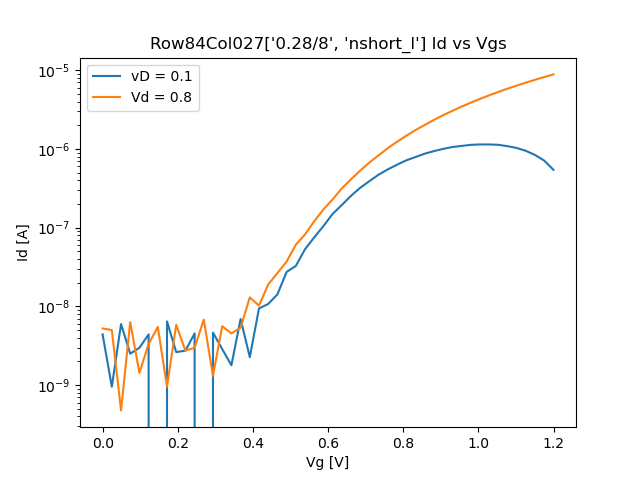 Row84Col027['0.28/8', 'nshort_l'] Id vs Vgs
vD = 0.1
Vd = 0.8
Id [A]
10⁻⁵
10⁻⁶
10⁻⁷
10⁻⁸
10⁻⁹
0.0 0.2 0.4 0.6 0.8 1.0 1.2
Vg [V]